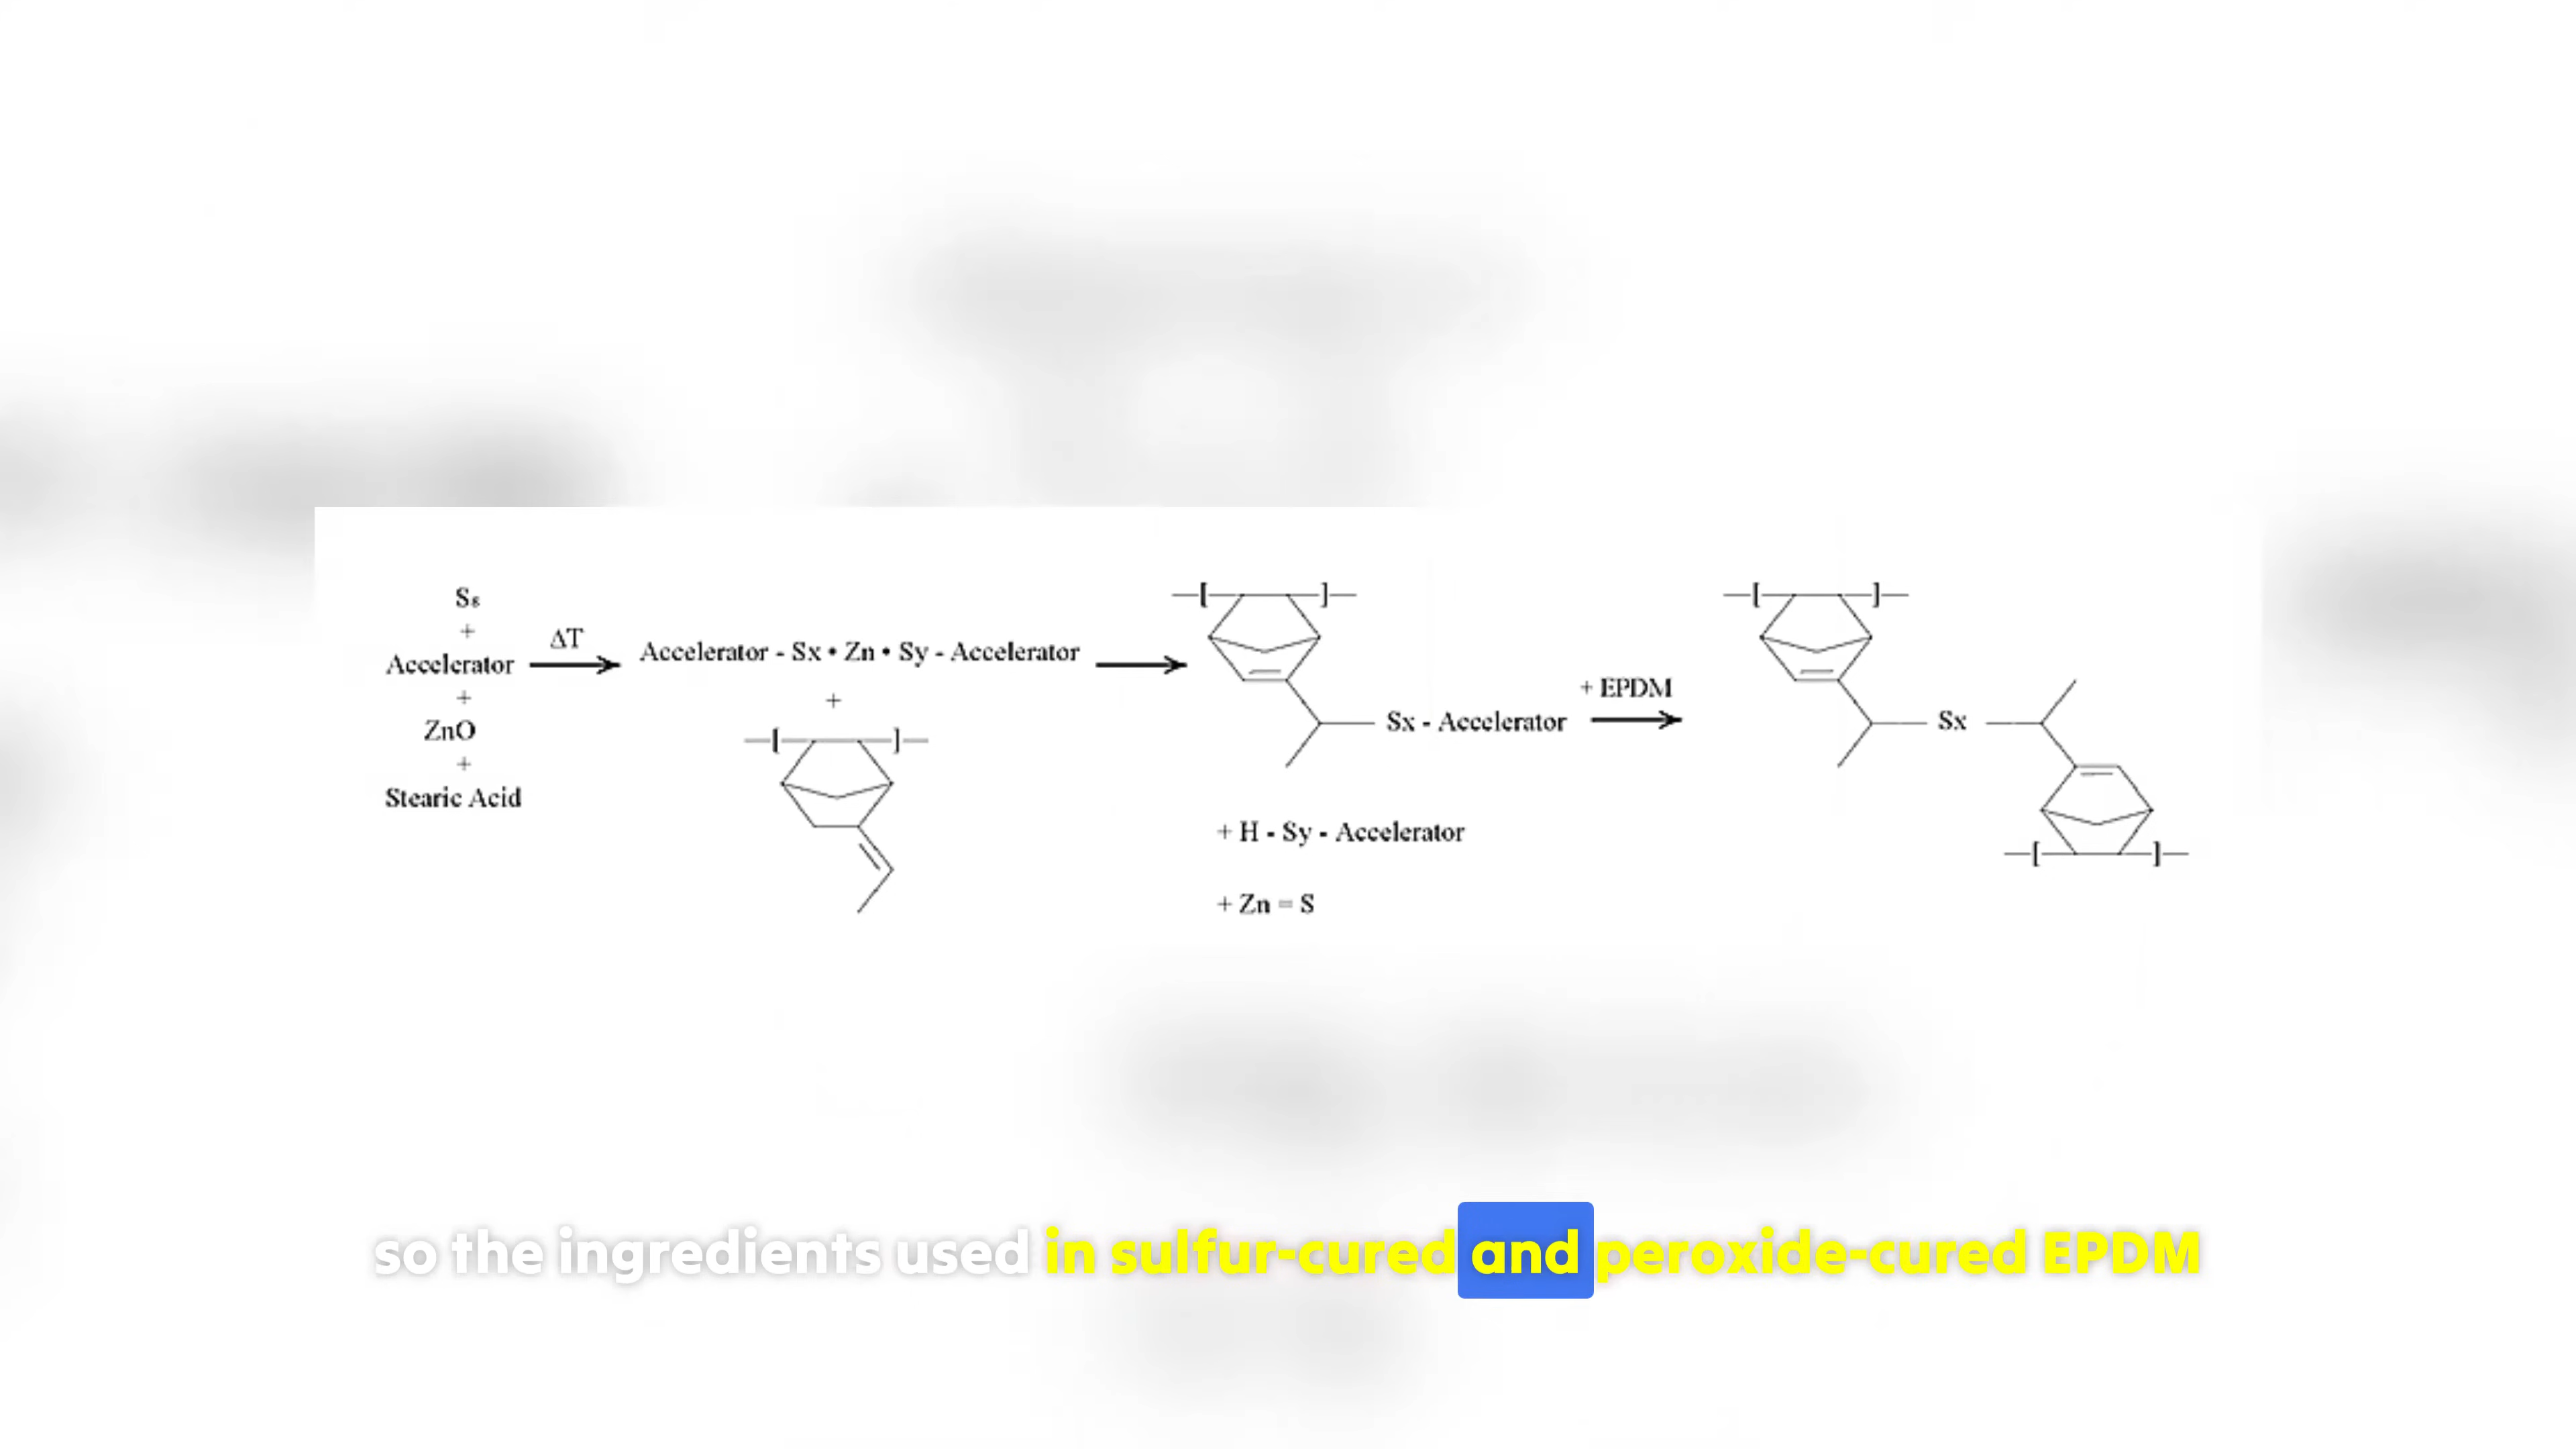 S₈
+
Accelerator
+
ZnO
+
Stearic Acid
ΔT
Accelerator - Sx • Zn • Sy - Accelerator
+
Sx - Accelerator
+ H - Sy - Accelerator
+ Zn = S
+ EPDM
Sx
so the ingredients used in sulfur-cured and peroxide-cured EPDM